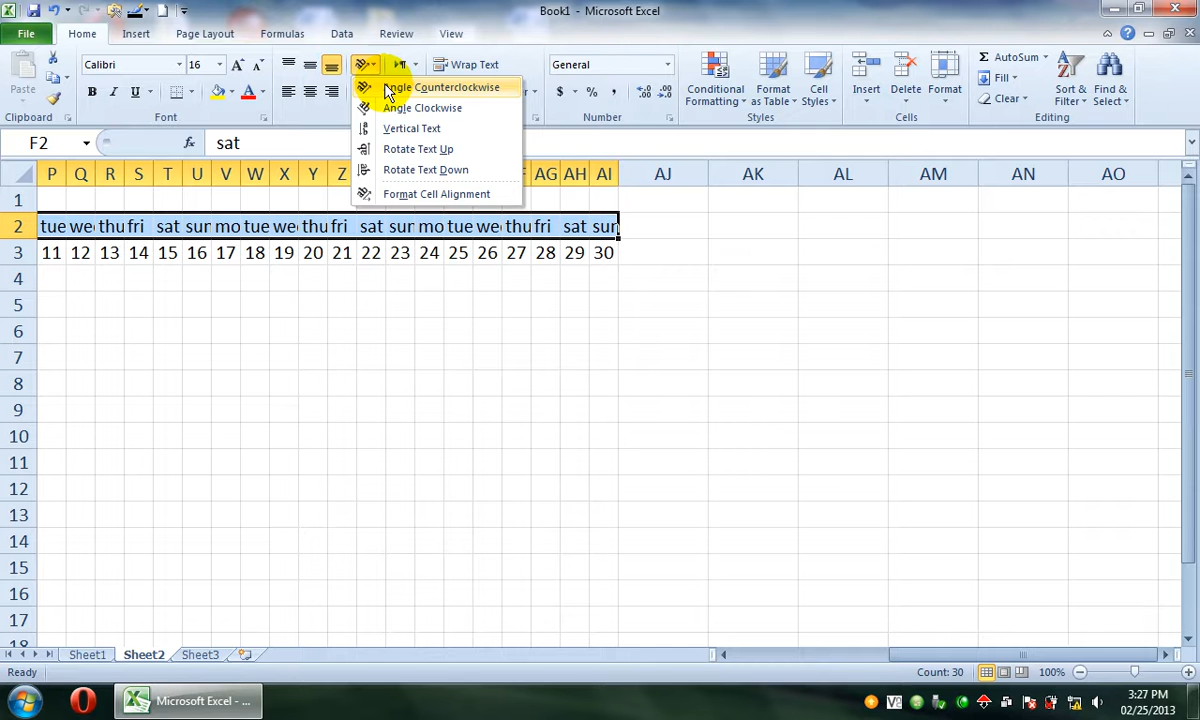 Book1 - Microsoft Excel
File Home Insert Page Layout Formulas Data Review View
Calibri 16 Wrap Text General AutoSum
Paste Conditional Formatting Format as Table Cell Styles Insert Delete Format Fill Clear Sort & Filter Find & Select
B I U A $ %
Clipboard Font Number Styles Cells Editing
Angle Counterclockwise
Angle Clockwise
Vertical Text
Rotate Text Up
Rotate Text Down
Format Cell Alignment
F2 fx sat
P Q R S T U V W X Y Z AG AH AI AJ AK AL AM AN AO
1
2 tue we thu fri sat sun mo tue we thu fri sat sun mo tue we thu fri sat sun
3 11 12 13 14 15 16 17 18 19 20 21 22 23 24 25 26 27 28 29 30
4
5
6
7
8
9
10
11
12
13
14
15
16
17
18
Sheet1 Sheet2 Sheet3
Ready Count: 30 100%
Microsoft Excel - ... V2 3:27 PM
02/25/2013